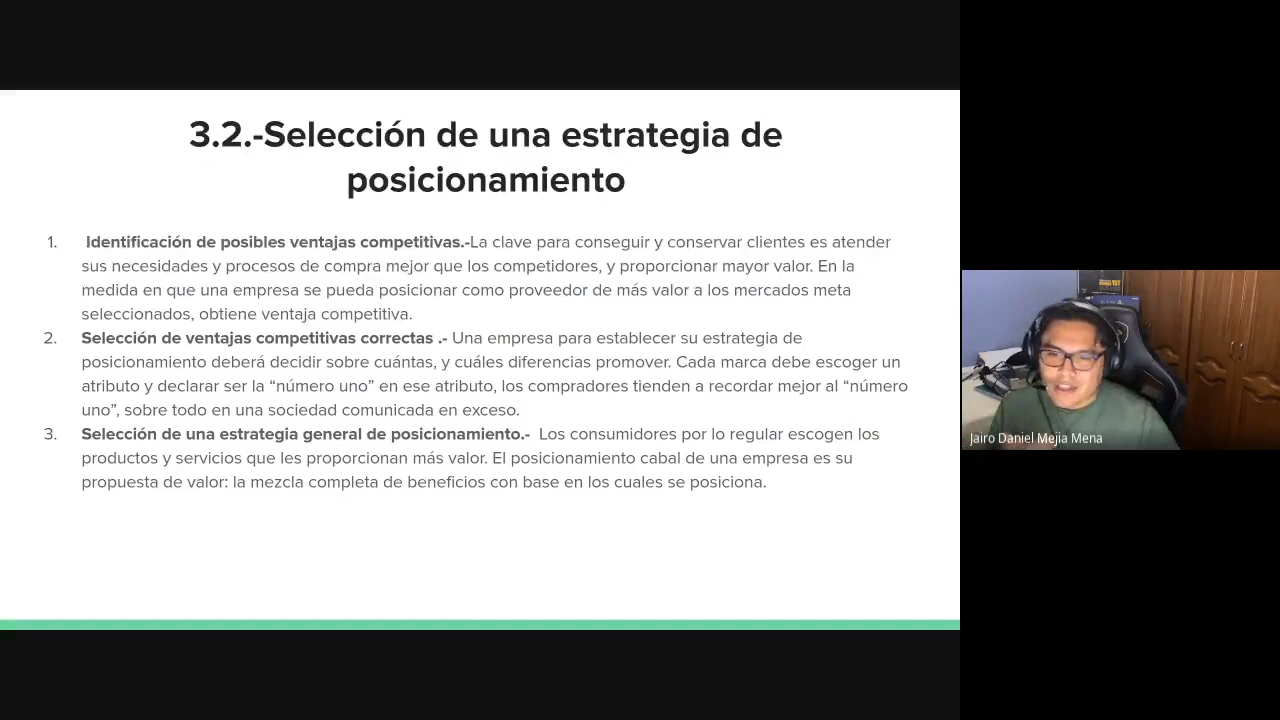 3.2.-Selección de una estrategia de
posicionamiento
1. Identificación de posibles ventajas competitivas.-La clave para conseguir y conservar clientes es atender
sus necesidades y procesos de compra mejor que los competidores, y proporcionar mayor valor. En la
medida en que una empresa se pueda posicionar como proveedor de más valor a los mercados meta
seleccionados, obtiene ventaja competitiva.
2. Selección de ventajas competitivas correctas .- Una empresa para establecer su estrategia de
posicionamiento deberá decidir sobre cuántas, y cuáles diferencias promover. Cada marca debe escoger un
atributo y declarar ser la “número uno” en ese atributo, los compradores tienden a recordar mejor al “número
uno”, sobre todo en una sociedad comunicada en exceso.
3. Selección de una estrategia general de posicionamiento.- Los consumidores por lo regular escogen los
productos y servicios que les proporcionan más valor. El posicionamiento cabal de una empresa es su
propuesta de valor: la mezcla completa de beneficios con base en los cuales se posiciona.
Jairo Daniel Mejia Mena